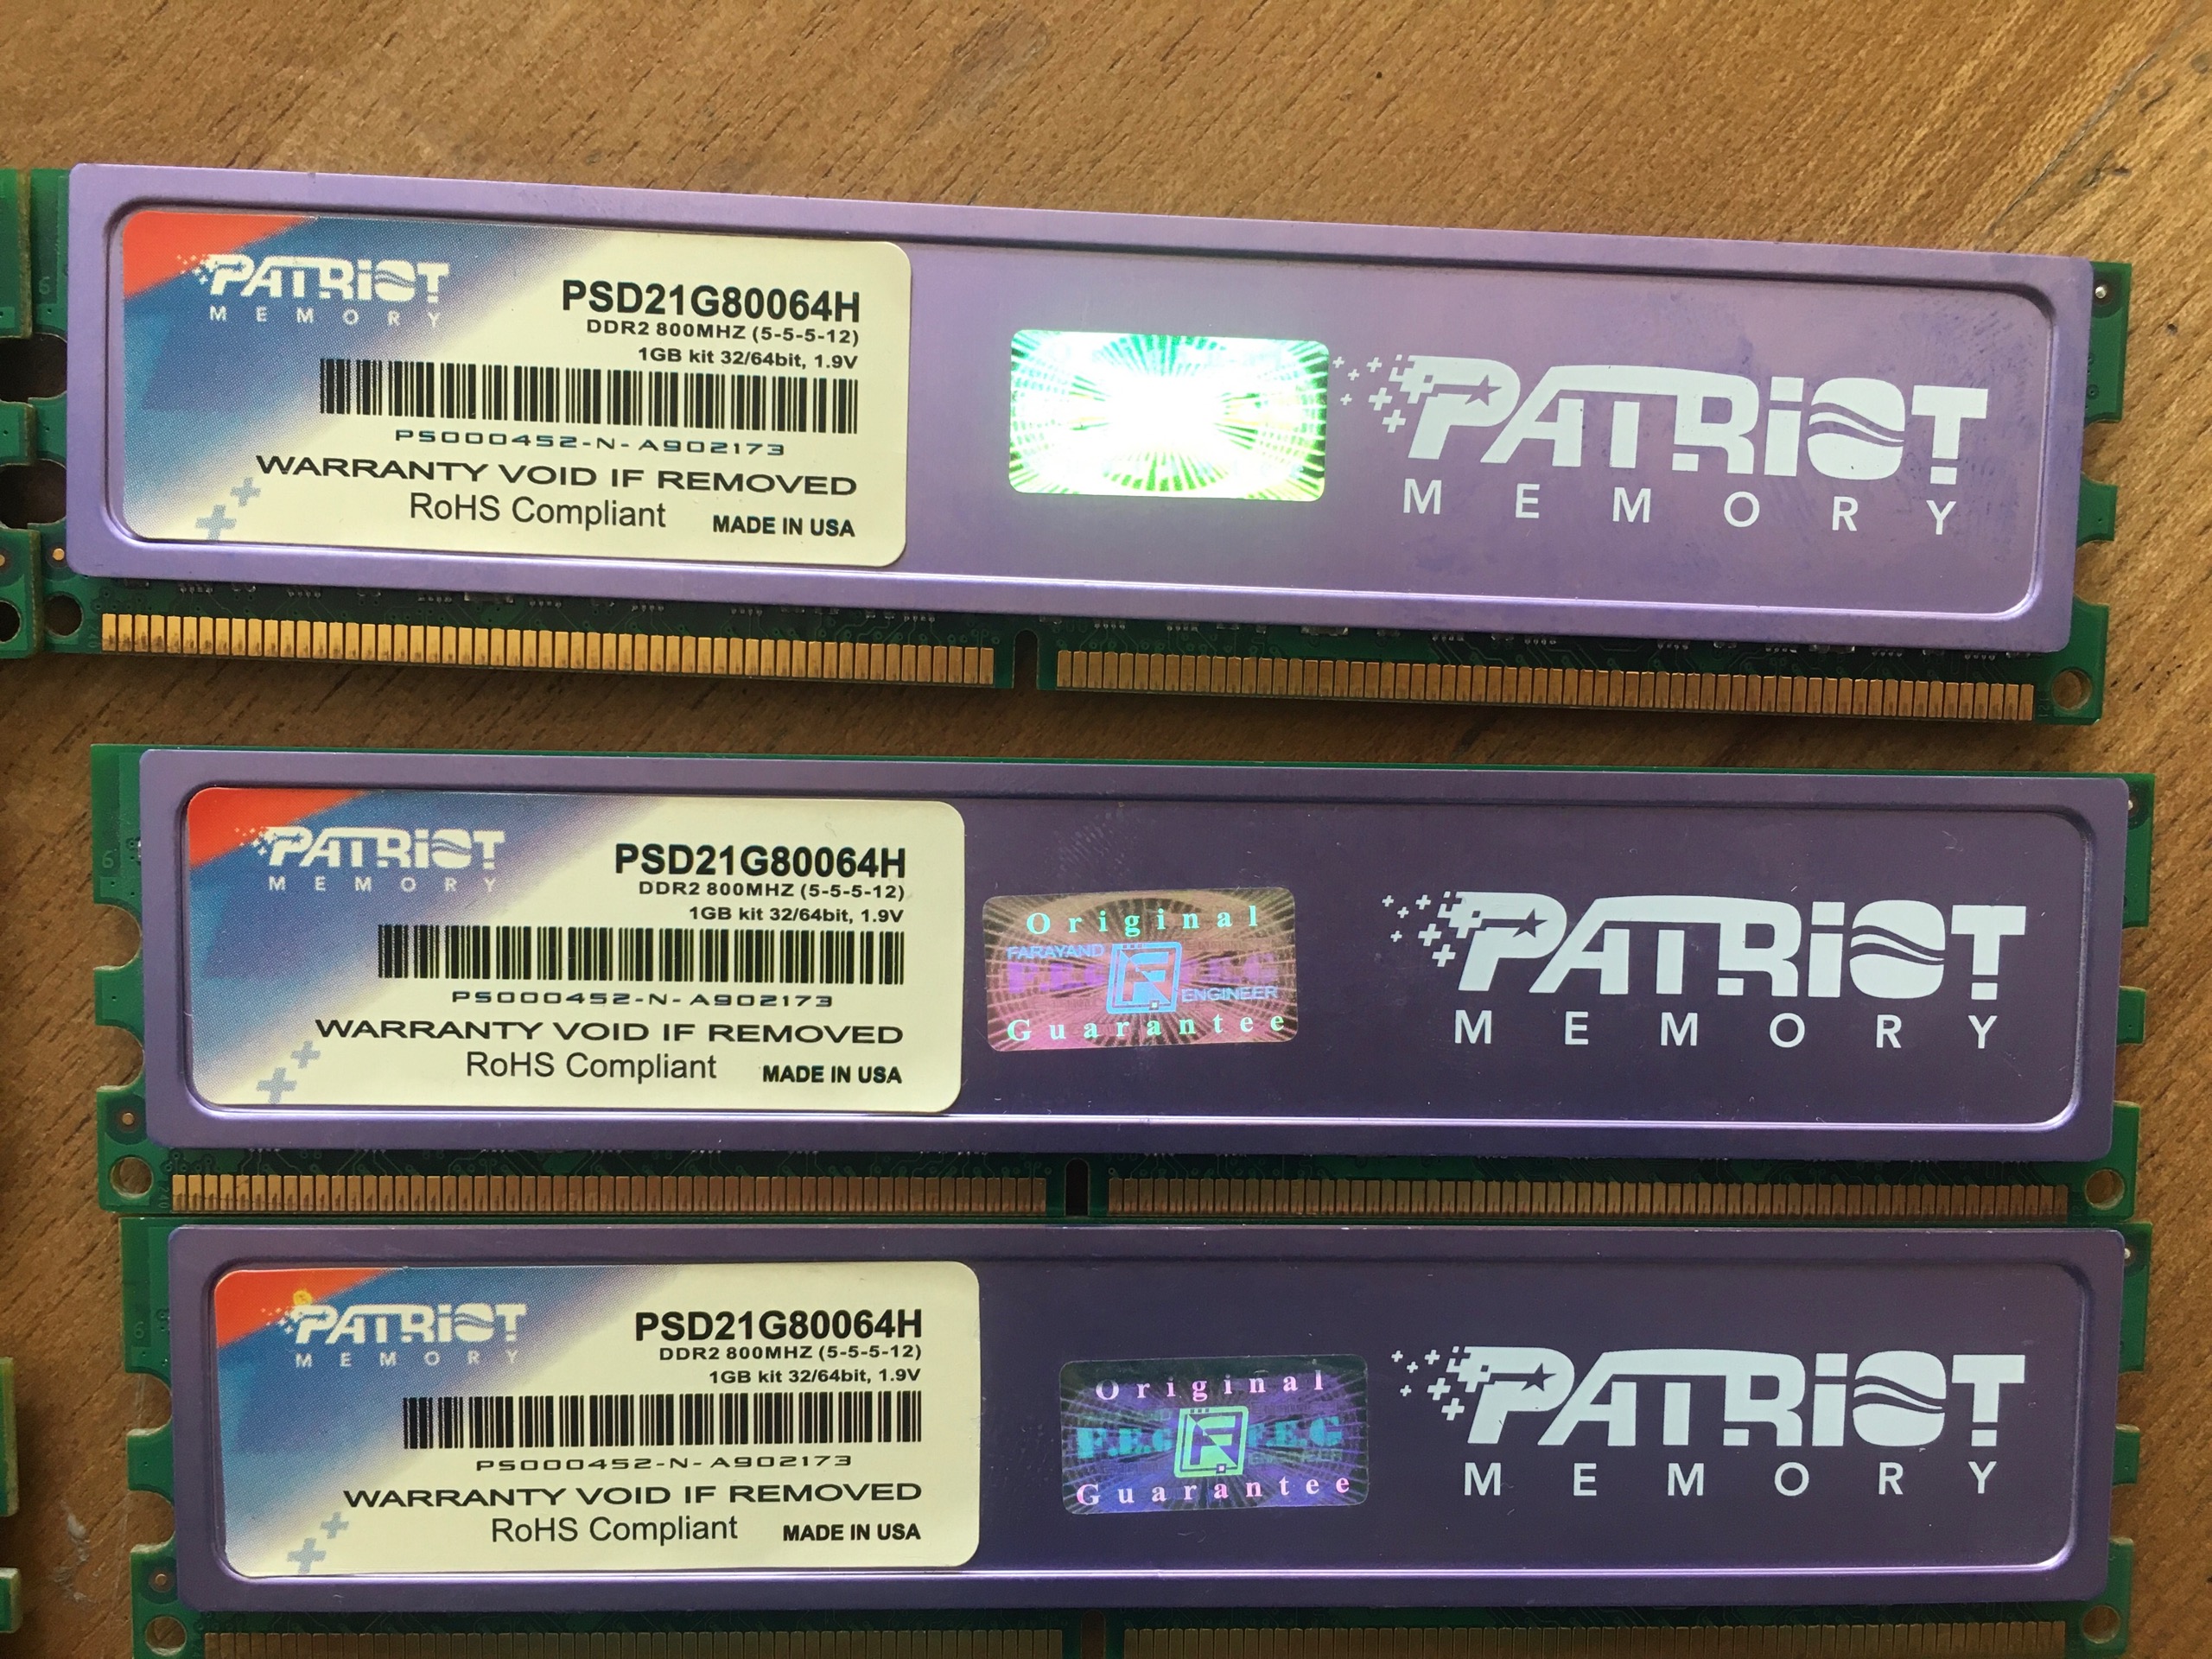 PATRiOT
MEMORY
PSD21G80064H
DDR2 800MHZ (5-5-5-12)
1GB kit 32/64bit, 1.9V
PS000452-N-A902173
WARRANTY VOID IF REMOVED
RoHS Compliant
MADE IN USA
PATRiOT
MEMORY
PATRiOT
MEMORY
PSD21G80064H
DDR2 800MHZ (5-5-5-12)
1GB kit 32/64bit, 1.9V
PS000452-N-A902173
WARRANTY VOID IF REMOVED
RoHS Compliant
MADE IN USA
Original
FARAYAND
F
ENGINEER
Guarantee
PATRiOT
MEMORY
PATRiOT
MEMORY
PSD21G80064H
DDR2 800MHZ (5-5-5-12)
1GB kit 32/64bit, 1.9V
PS000452-N-A902173
WARRANTY VOID IF REMOVED
RoHS Compliant
MADE IN USA
Original
F.E.G F F.E.G
ENGINEER
Guarantee
PATRiOT
MEMORY